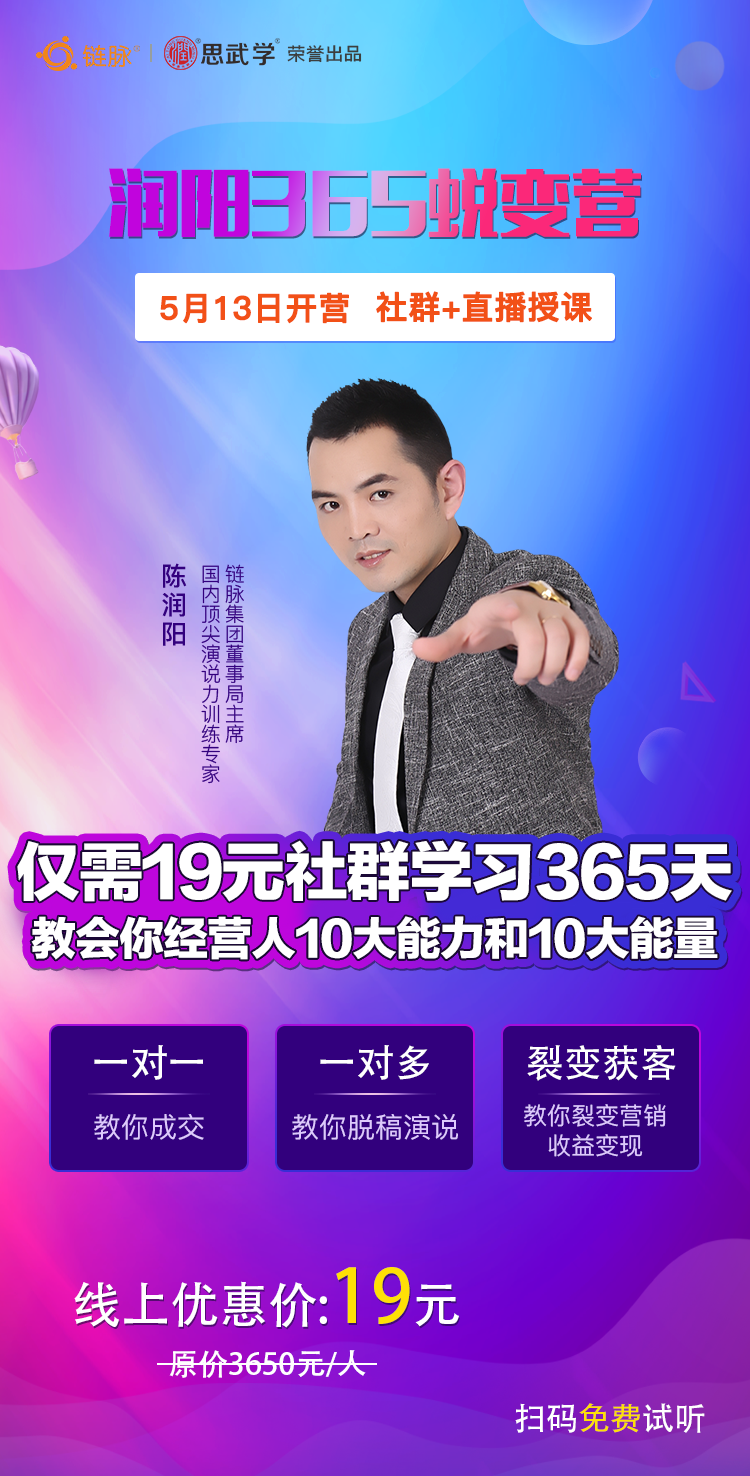 链脉 思武学 荣誉出品
润阳365蜕变营
5月13日开营 社群+直播授课
陈润阳
链脉集团董事局主席
国内顶尖演说力训练专家
仅需19元社群学习365天
教会你经营人10大能力和10大能量
一对一
教你成交
一对多
教你脱稿演说
裂变获客
教你裂变营销
收益变现
线上优惠价:19元
原价3650元/人
扫码免费试听